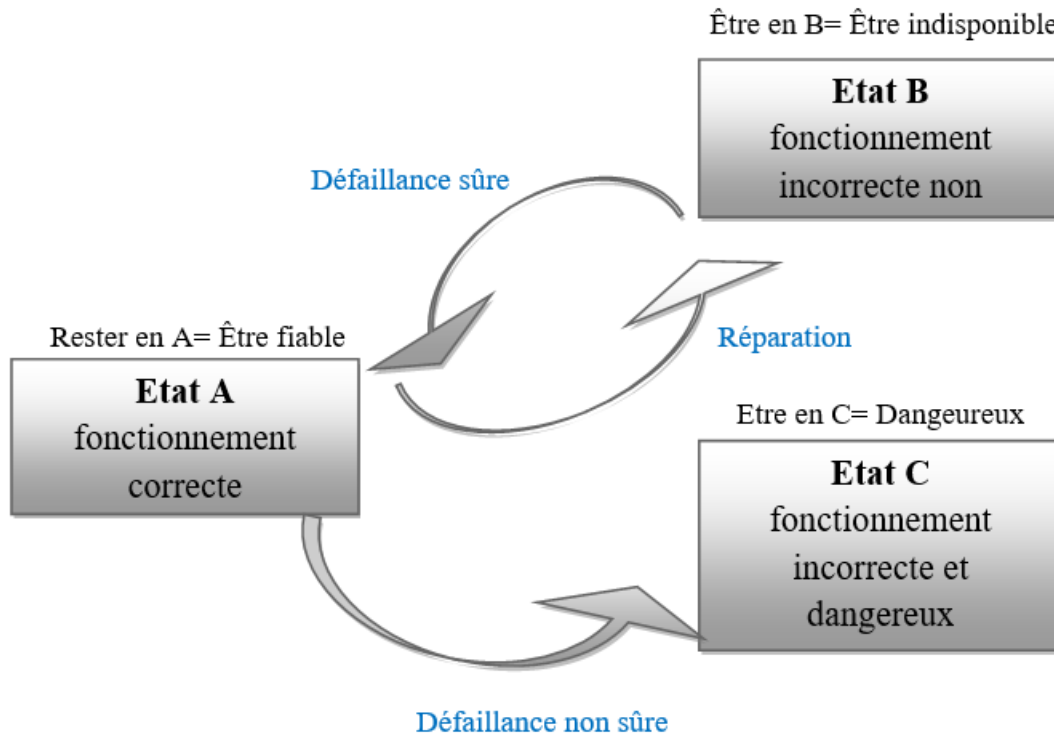 Être en B= Être indisponible
Etat B
fonctionnement
incorrecte non
Défaillance sûre
Rester en A= Être fiable
Réparation
Etat A
fonctionnement
correcte
Etre en C= Dangeureux
Etat C
fonctionnement
incorrecte et
dangereux
Défaillance non sûre